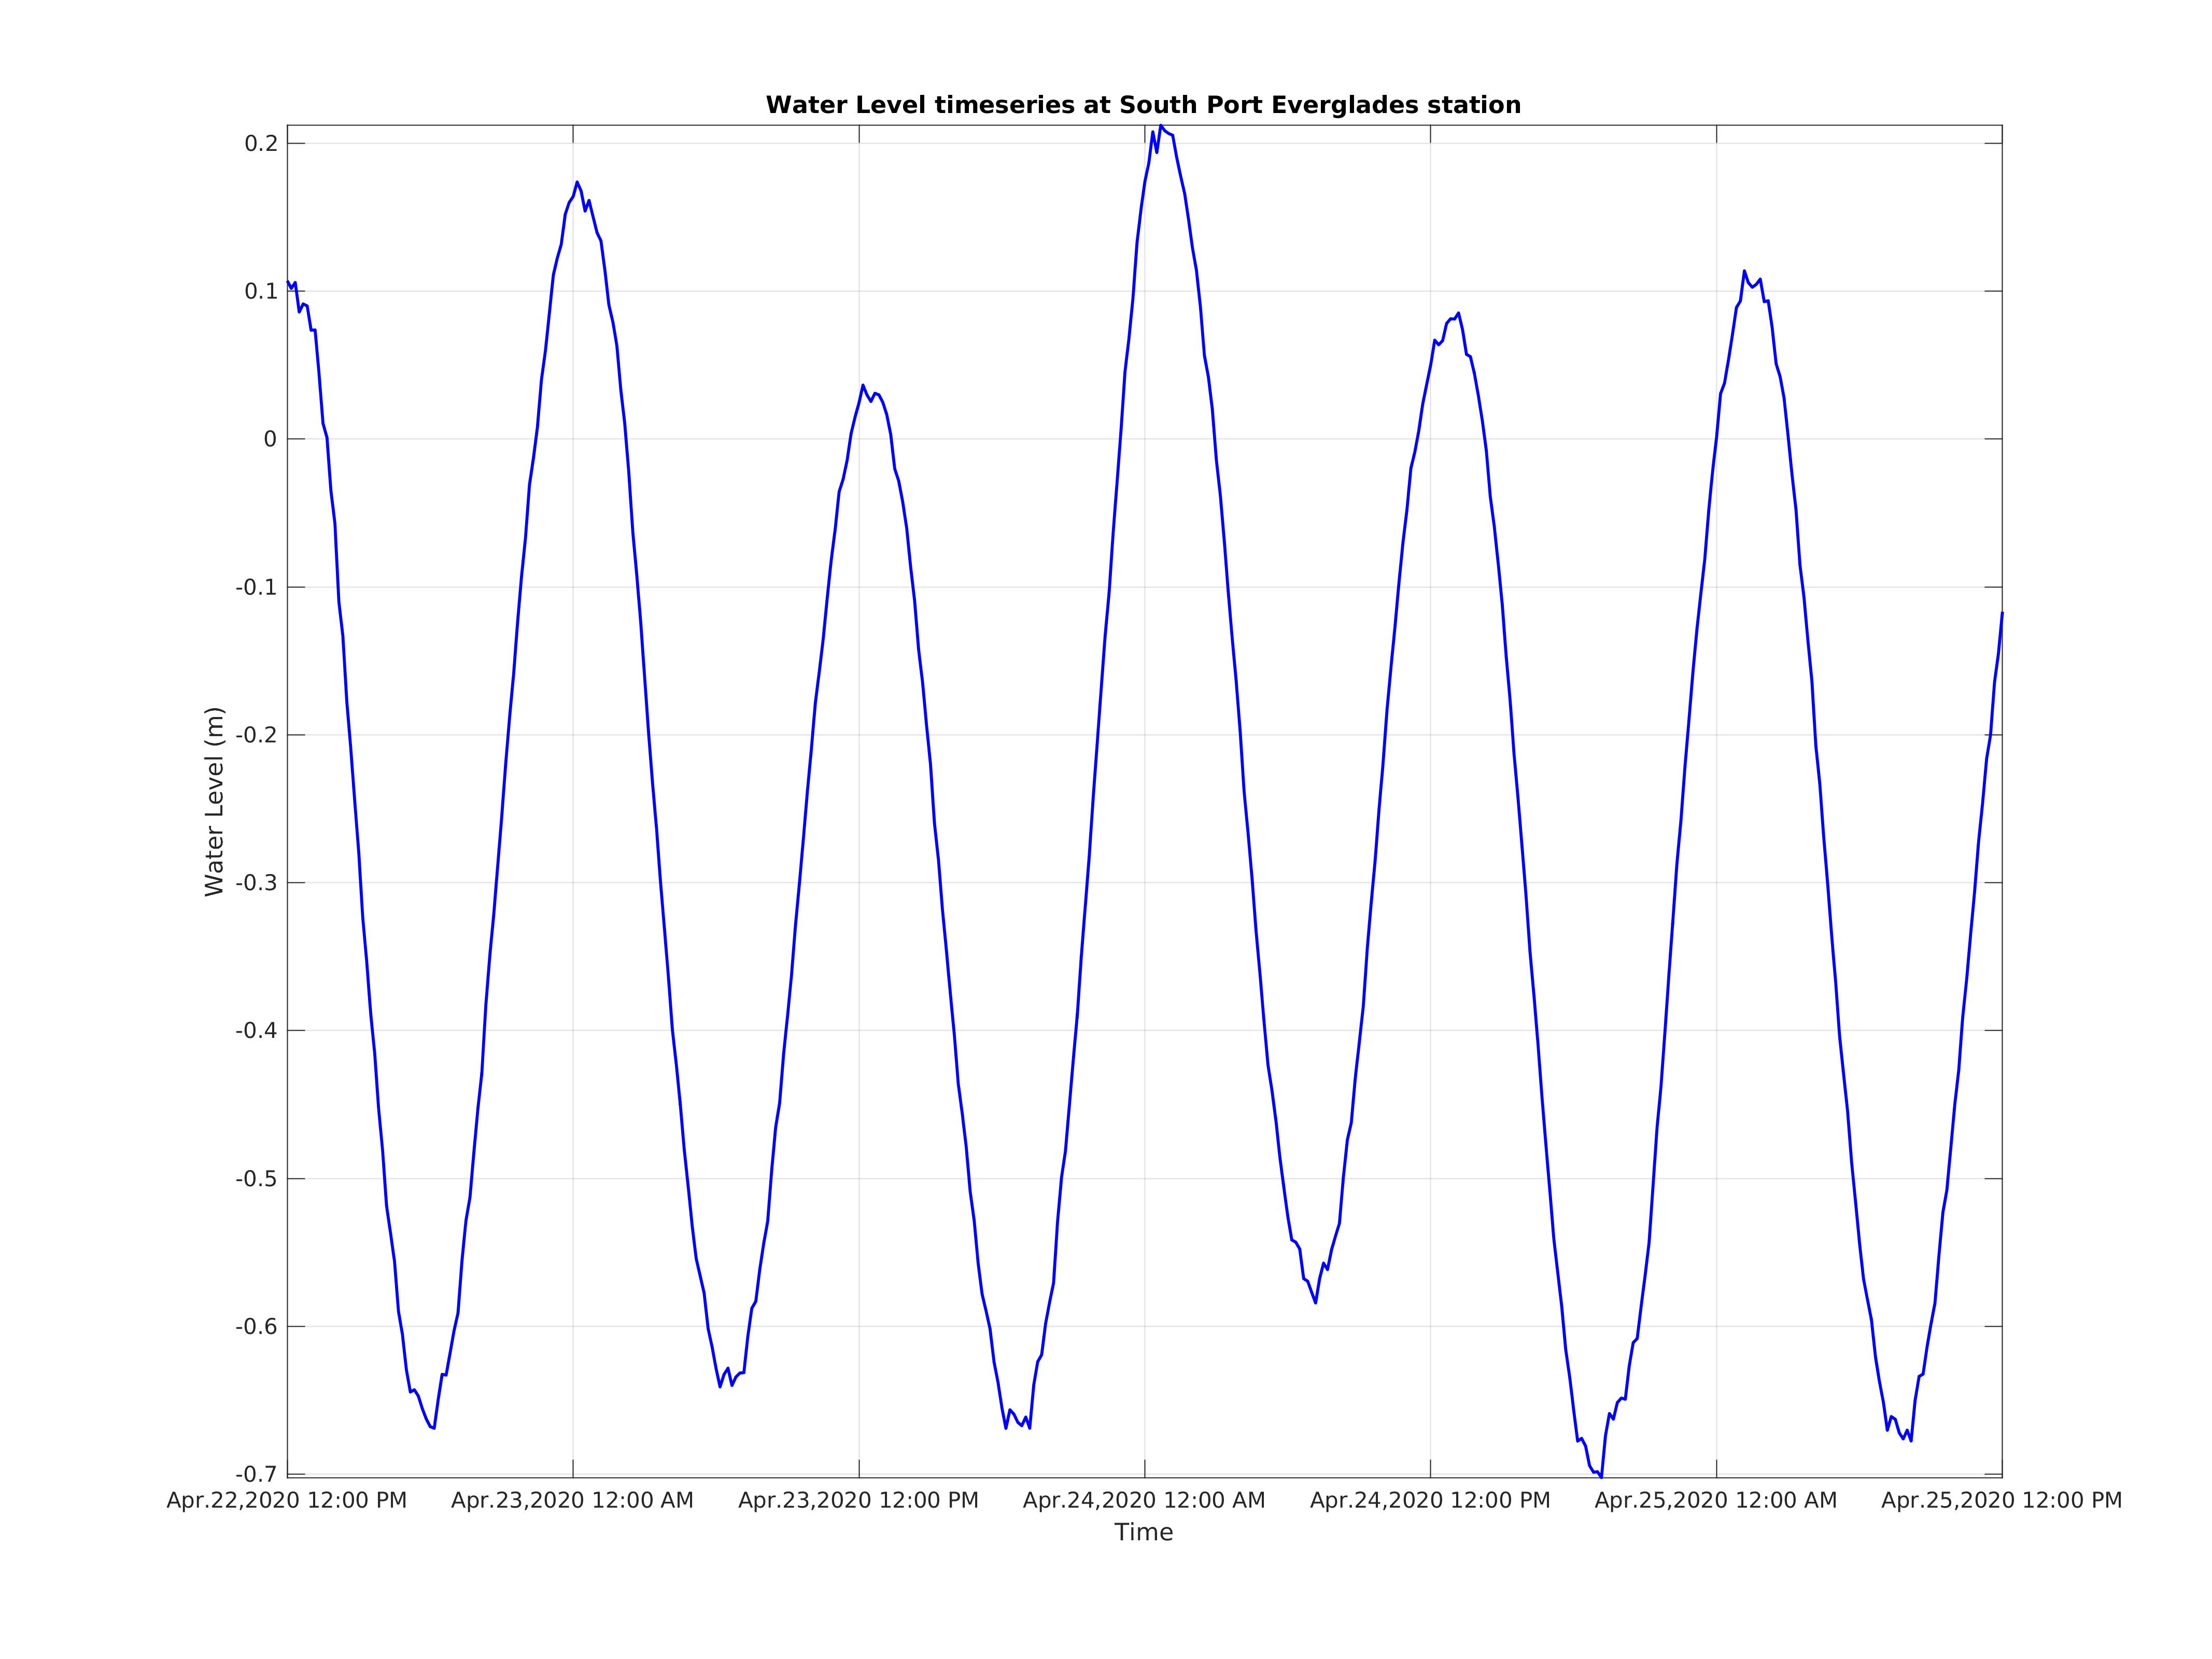 Water Level timeseries at South Port Everglades station
0.2
0.1
0
-0.1
-0.2
-0.3
-0.4
-0.5
-0.6
-0.7
Water Level (m)
Apr.22,2020 12:00 PM Apr.23,2020 12:00 AM Apr.23,2020 12:00 PM Apr.24,2020 12:00 AM Apr.24,2020 12:00 PM Apr.25,2020 12:00 AM Apr.25,2020 12:00 PM
Time